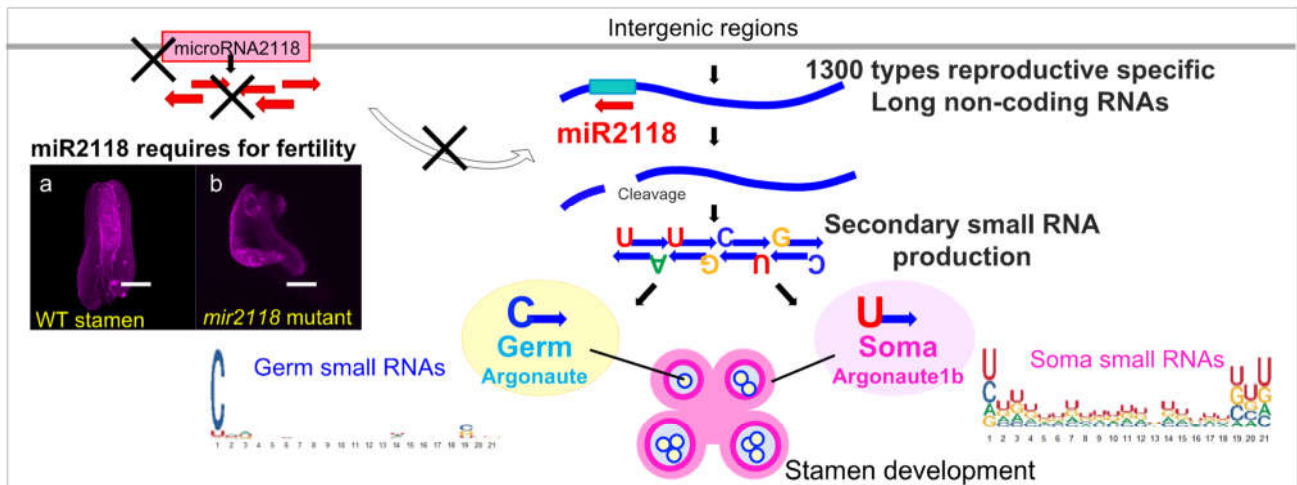 Intergenic regions
microRNA2118
1300 types reproductive specific
Long non-coding RNAs
miR2118
miR2118 requires for fertility
a
b
WT stamen
mir2118 mutant
Cleavage
Secondary small RNA
production
U U C G
A G U C
C
Germ
Argonaute
U
Soma
Argonaute1b
Germ small RNAs
Soma small RNAs
C
U
C
G
1 2 3 4 5 6 7 8 9 10 11 12 13 14 15 16 17 18 19 20 21
U
C
A
G
1 2 3 4 5 6 7 8 9 10 11 12 13 14 15 16 17 18 19 20 21
Stamen development